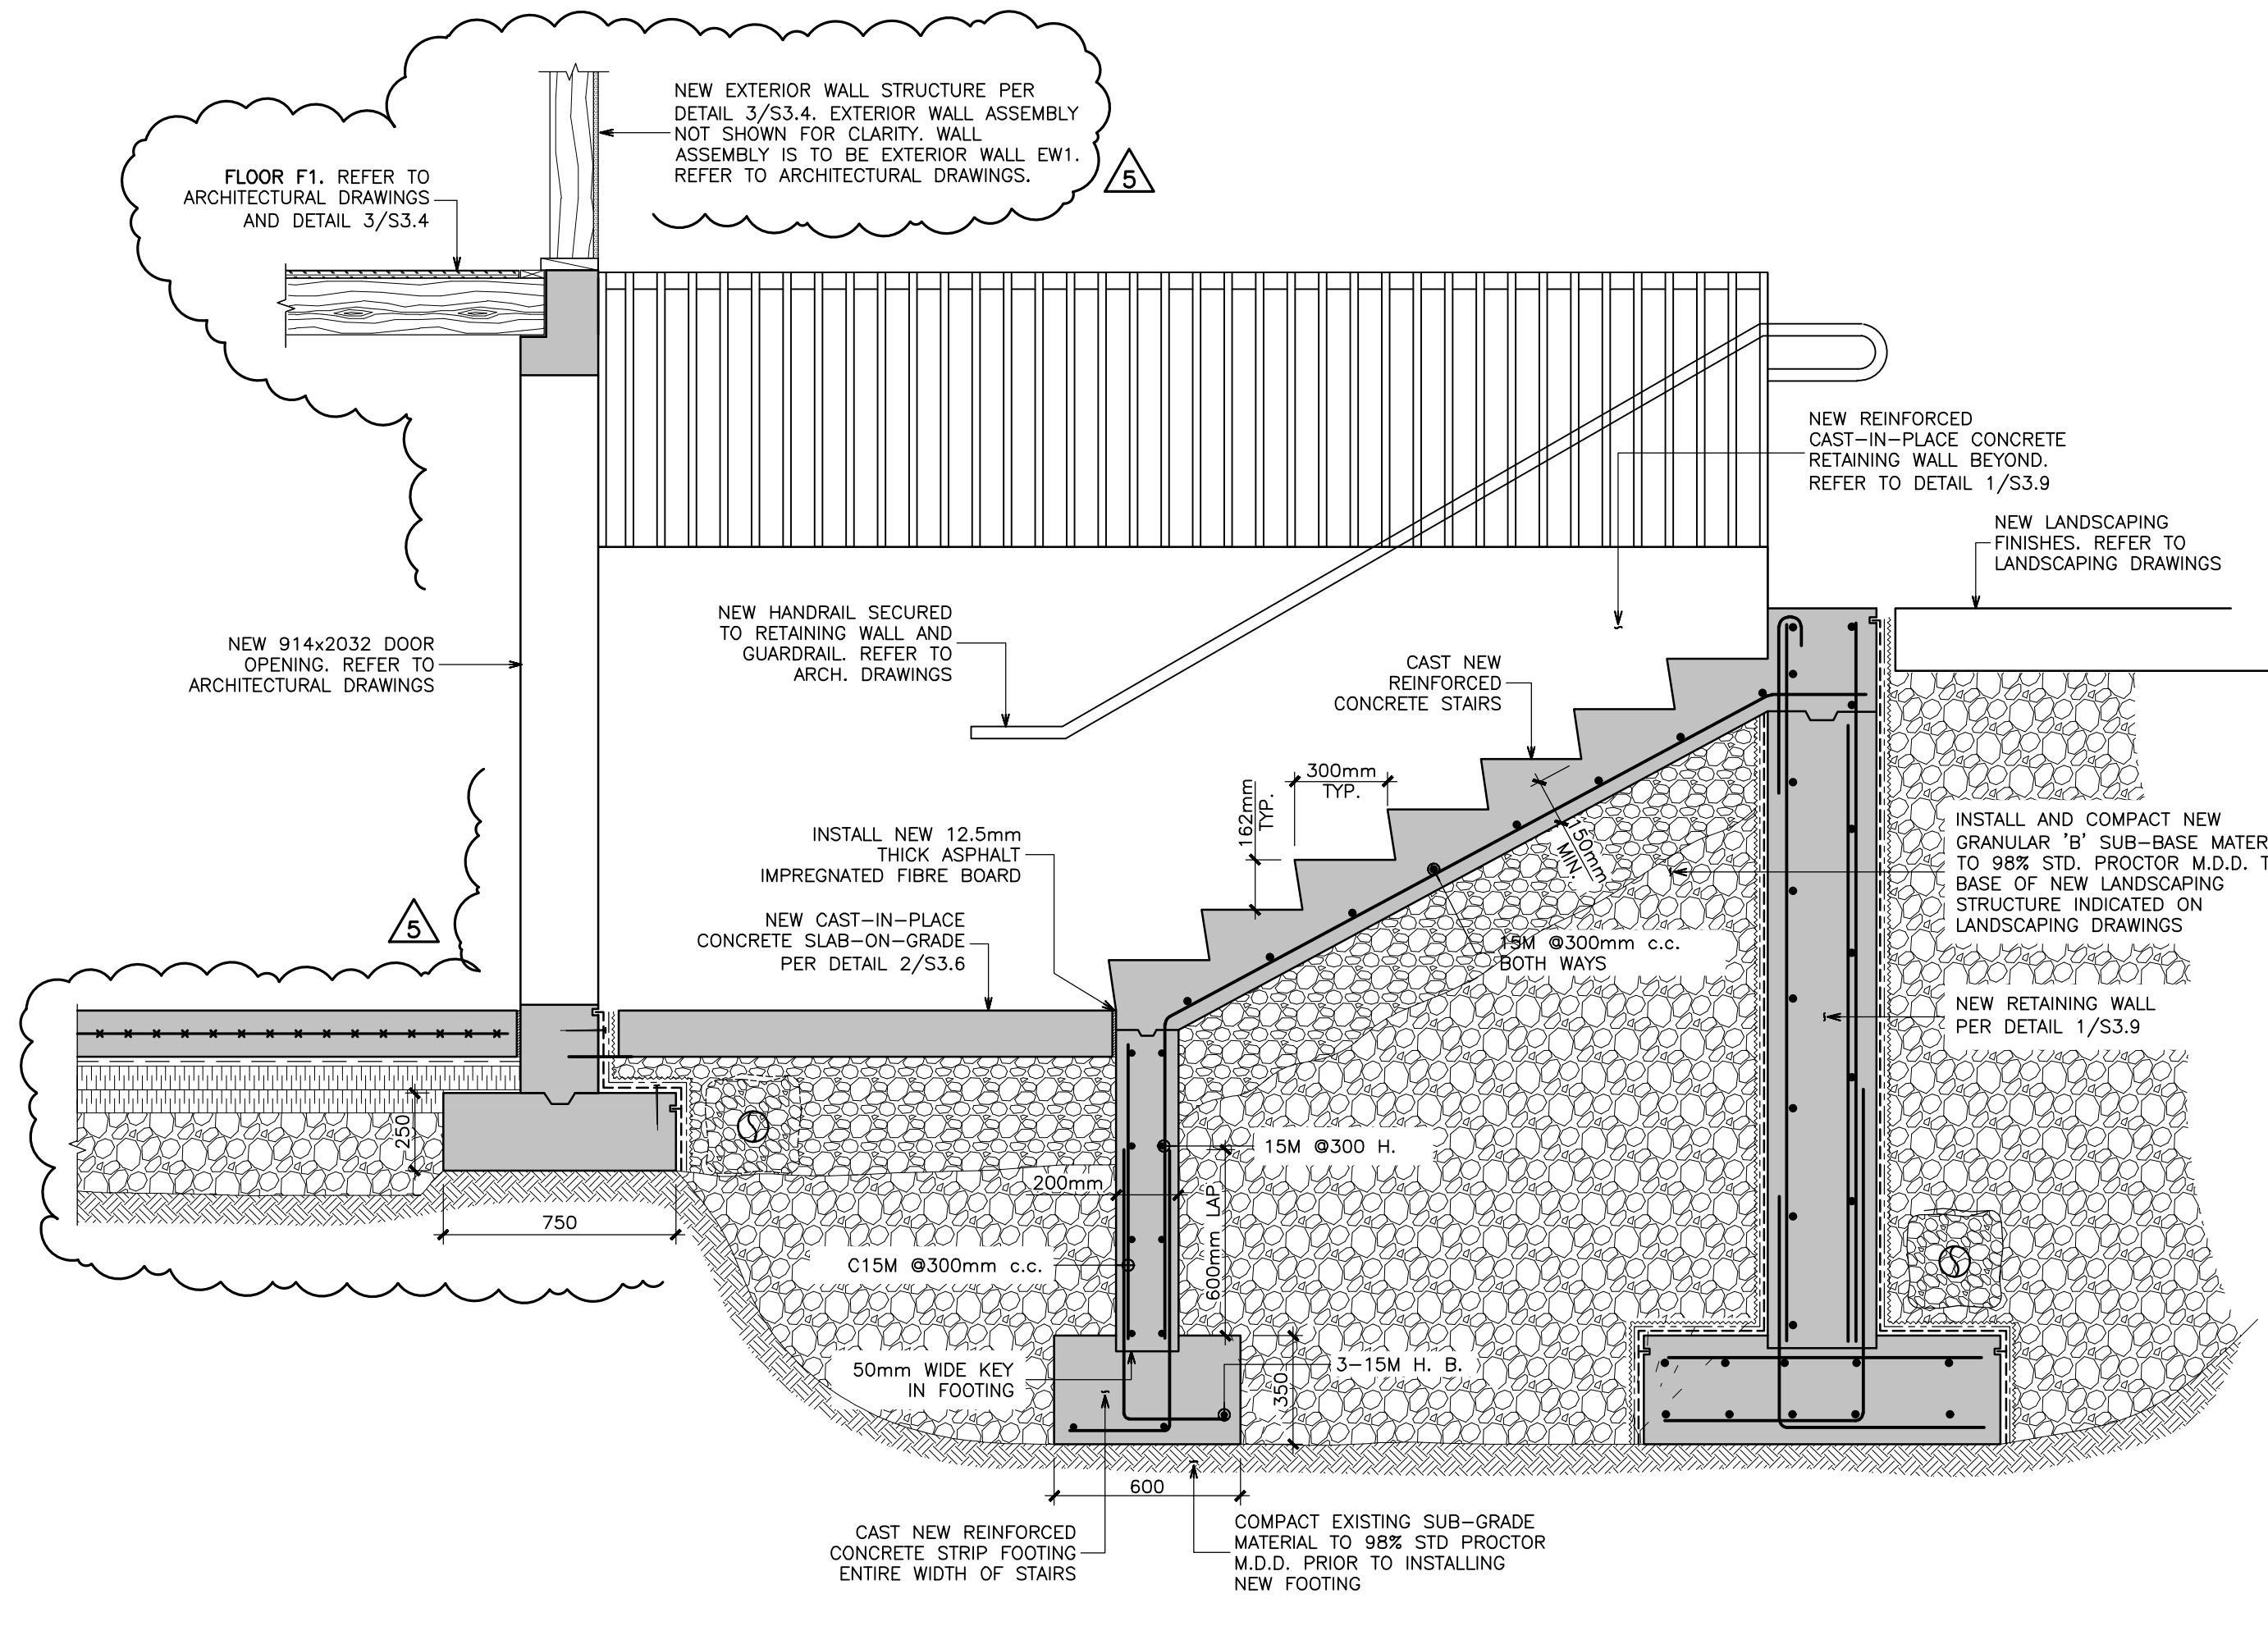 NEW EXTERIOR WALL STRUCTURE PER
DETAIL 3/S3.4. EXTERIOR WALL ASSEMBLY
NOT SHOWN FOR CLARITY. WALL
ASSEMBLY IS TO BE EXTERIOR WALL EW1.
REFER TO ARCHITECTURAL DRAWINGS.
5
FLOOR F1. REFER TO
ARCHITECTURAL DRAWINGS
AND DETAIL 3/S3.4
NEW REINFORCED
CAST-IN-PLACE CONCRETE
RETAINING WALL BEYOND.
REFER TO DETAIL 1/S3.9
NEW LANDSCAPING
FINISHES. REFER TO
LANDSCAPING DRAWINGS
NEW HANDRAIL SECURED
TO RETAINING WALL AND
GUARDRAIL. REFER TO
ARCH. DRAWINGS
NEW 914x2032 DOOR
OPENING. REFER TO
ARCHITECTURAL DRAWINGS
CAST NEW
REINFORCED
CONCRETE STAIRS
300mm
TYP.
162mm
TYP.
150mm
MIN.
INSTALL NEW 12.5mm
THICK ASPHALT
IMPREGNATED FIBRE BOARD
INSTALL AND COMPACT NEW
GRANULAR 'B' SUB-BASE MATER
TO 98% STD. PROCTOR M.D.D. T
BASE OF NEW LANDSCAPING
STRUCTURE INDICATED ON
LANDSCAPING DRAWINGS
5
NEW CAST-IN-PLACE
CONCRETE SLAB-ON-GRADE
PER DETAIL 2/S3.6
15M @300mm c.c.
BOTH WAYS
NEW RETAINING WALL
PER DETAIL 1/S3.9
250
15M @300 H.
200mm
600mm LAP
750
C15M @300mm c.c.
50mm WIDE KEY
IN FOOTING
3-15M H. B.
350
600
CAST NEW REINFORCED
CONCRETE STRIP FOOTING
ENTIRE WIDTH OF STAIRS
COMPACT EXISTING SUB-GRADE
MATERIAL TO 98% STD PROCTOR
M.D.D. PRIOR TO INSTALLING
NEW FOOTING